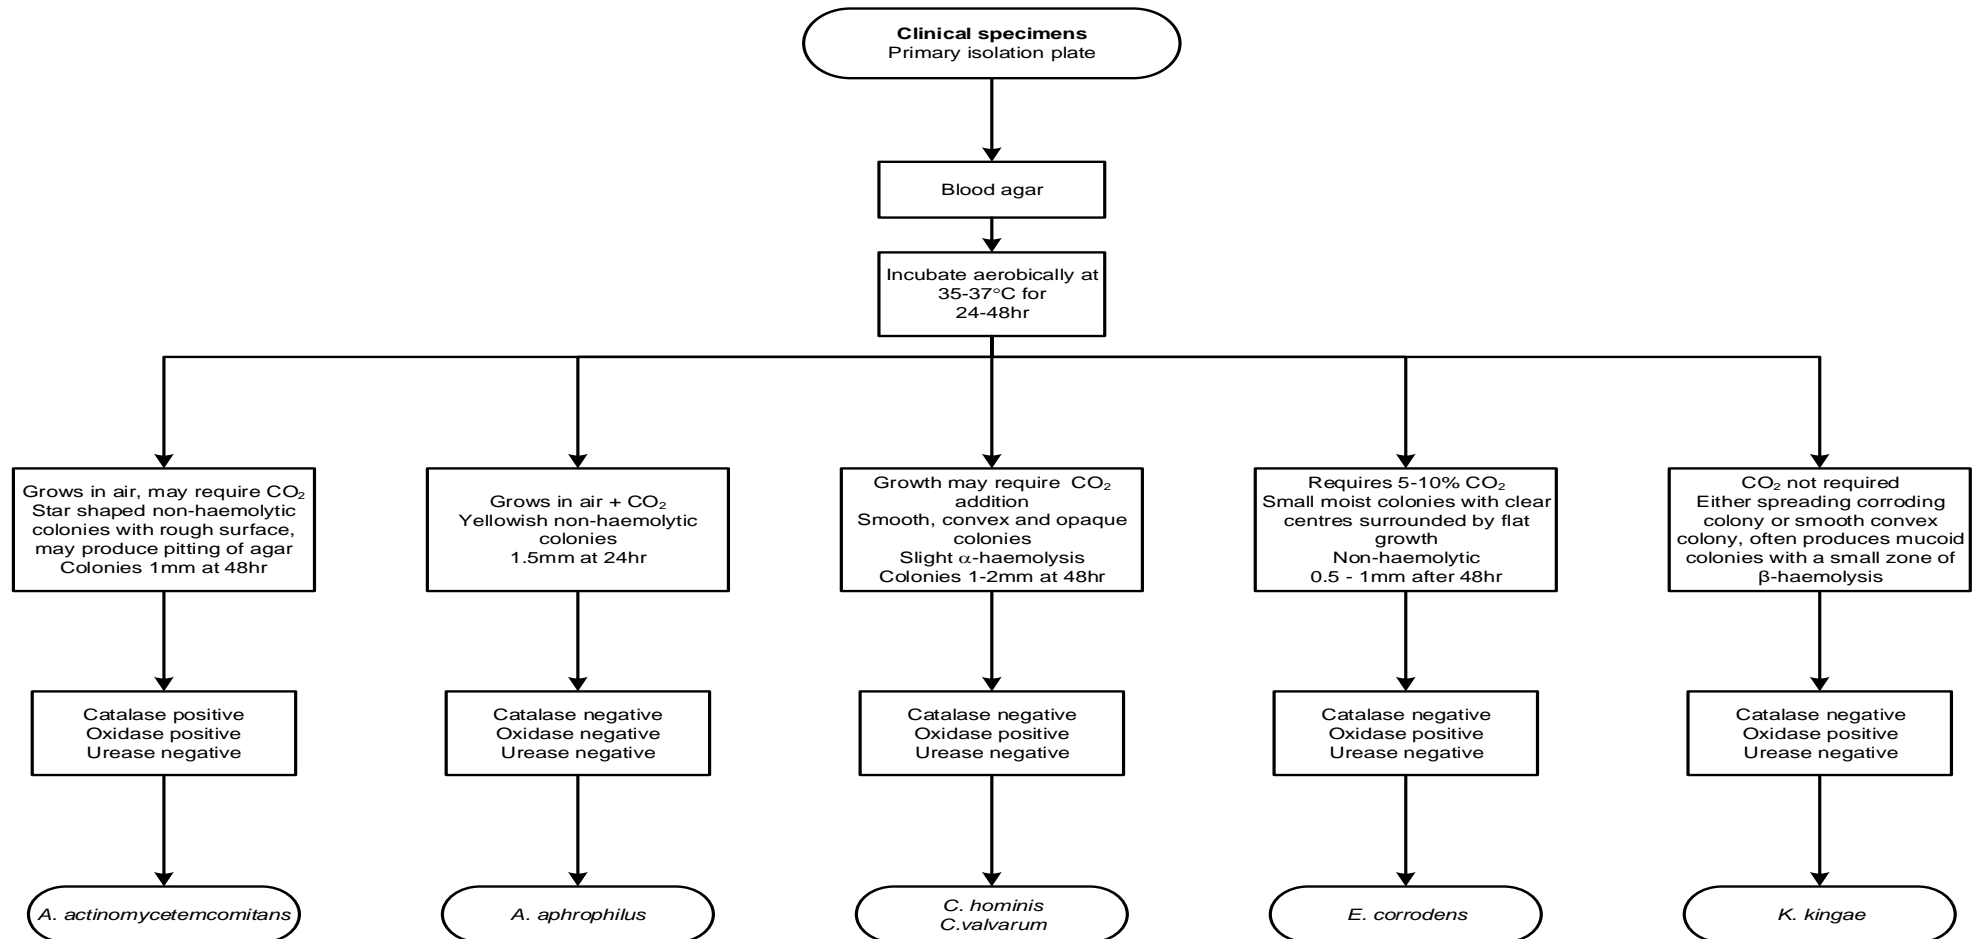 Clinical specimens
Primary isolation plate
Blood agar
Incubate aerobically at
35-37°C for
24-48hr
Grows in air, may require CO₂
Star shaped non-haemolytic
colonies with rough surface,
may produce pitting of agar
Colonies 1mm at 48hr
Grows in air + CO₂
Yellowish non-haemolytic
colonies
1.5mm at 24hr
Growth may require CO₂
addition
Smooth, convex and opaque
colonies
Slight α-haemolysis
Colonies 1-2mm at 48hr
Requires 5-10% CO₂
Small moist colonies with clear
centres surrounded by flat
growth
Non-haemolytic
0.5 - 1mm after 48hr
CO₂ not required
Either spreading corroding
colony or smooth convex
colony, often produces mucoid
colonies with a small zone of
β-haemolysis
Catalase positive
Oxidase positive
Urease negative
Catalase negative
Oxidase negative
Urease negative
Catalase negative
Oxidase positive
Urease negative
Catalase negative
Oxidase positive
Urease negative
Catalase negative
Oxidase positive
Urease negative
A. actinomycetemcomitans
A. aphrophilus
C. hominis
C.valvarum
E. corrodens
K. kingae